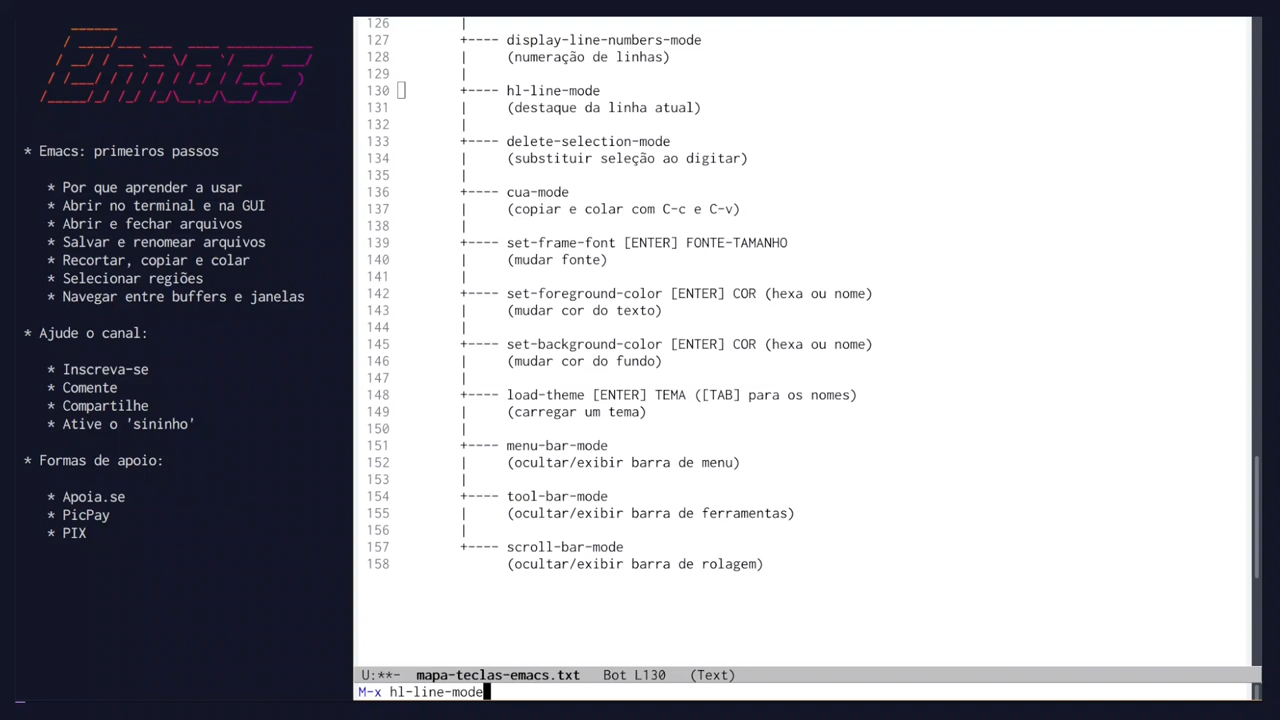 Emacs
* Emacs: primeiros passos
* Por que aprender a usar
* Abrir no terminal e na GUI
* Abrir e fechar arquivos
* Salvar e renomear arquivos
* Recortar, copiar e colar
* Selecionar regiões
* Navegar entre buffers e janelas
* Ajude o canal:
* Inscreva-se
* Comente
* Compartilhe
* Ative o 'sininho'
* Formas de apoio:
* Apoia.se
* PicPay
* PIX
126 |
127 +---- display-line-numbers-mode
128 | (numeração de linhas)
129 |
130 +---- hl-line-mode
131 | (destaque da linha atual)
132 |
133 +---- delete-selection-mode
134 | (substituir seleção ao digitar)
135 |
136 +---- cua-mode
137 | (copiar e colar com C-c e C-v)
138 |
139 +---- set-frame-font [ENTER] FONTE-TAMANHO
140 | (mudar fonte)
141 |
142 +---- set-foreground-color [ENTER] COR (hexa ou nome)
143 | (mudar cor do texto)
144 |
145 +---- set-background-color [ENTER] COR (hexa ou nome)
146 | (mudar cor do fundo)
147 |
148 +---- load-theme [ENTER] TEMA ([TAB] para os nomes)
149 | (carregar um tema)
150 |
151 +---- menu-bar-mode
152 | (ocultar/exibir barra de menu)
153 |
154 +---- tool-bar-mode
155 | (ocultar/exibir barra de ferramentas)
156 |
157 +---- scroll-bar-mode
158 (ocultar/exibir barra de rolagem)
U:**- mapa-teclas-emacs.txt Bot L130 (Text)
M-x hl-line-mode